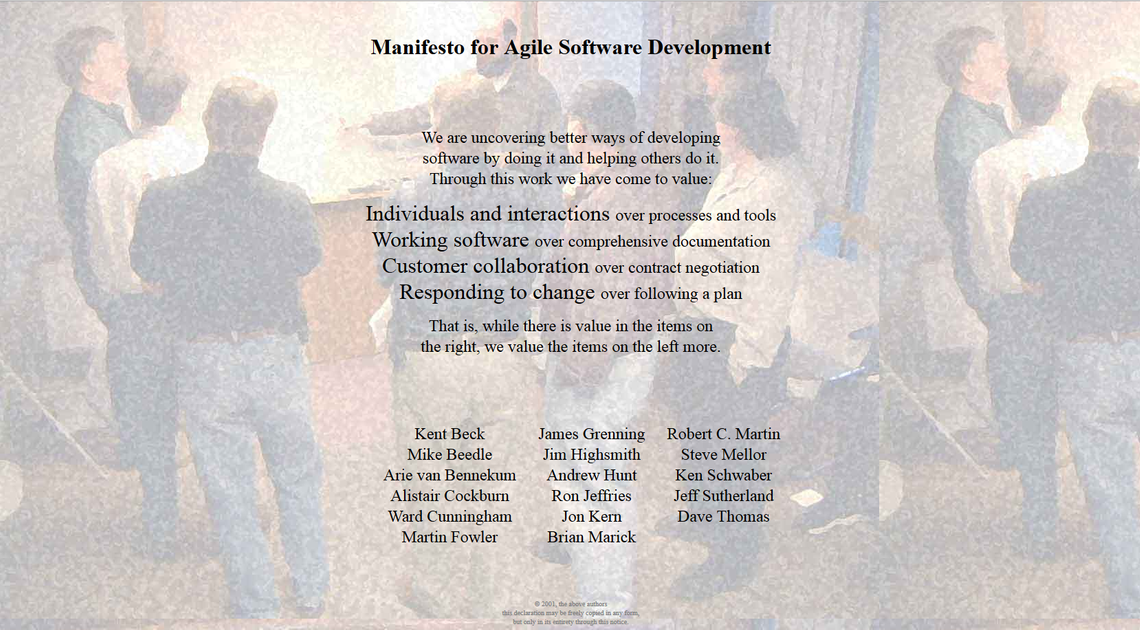 Manifesto for Agile Software Development
We are uncovering better ways of developing
software by doing it and helping others do it.
Through this work we have come to value:
Individuals and interactions over processes and tools
Working software over comprehensive documentation
Customer collaboration over contract negotiation
Responding to change over following a plan
That is, while there is value in the items on
the right, we value the items on the left more.
Kent Beck
Mike Beedle
Arie van Bennekum
Alistair Cockburn
Ward Cunningham
Martin Fowler
James Grenning
Jim Highsmith
Andrew Hunt
Ron Jeffries
Jon Kern
Brian Marick
Robert C. Martin
Steve Mellor
Ken Schwaber
Jeff Sutherland
Dave Thomas
© 2001, the above authors
this declaration may be freely copied in any form,
but only in its entirety through this notice.